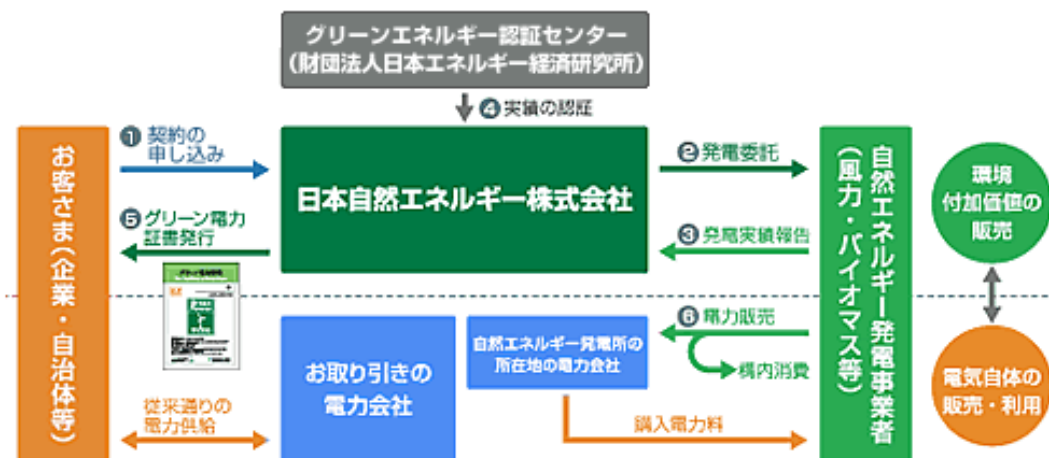 グリーンエネルギー認証センター
（財団法人日本エネルギー経済研究所）
❹実績の認証
お客さま（企業・自治体等）
❶契約の
申し込み
日本自然エネルギー株式会社
❷発電委託
❺グリーン電力
証書発行
❸発電実績報告
自然エネルギー発電事業者
（風力・バイオマス等）
環境
付加価値の
販売
お取り引きの
電力会社
自然エネルギー発電所の
所在地の電力会社
❻電力販売
構内消費
従来通りの
電力供給
購入電力料
電気自体の
販売・利用